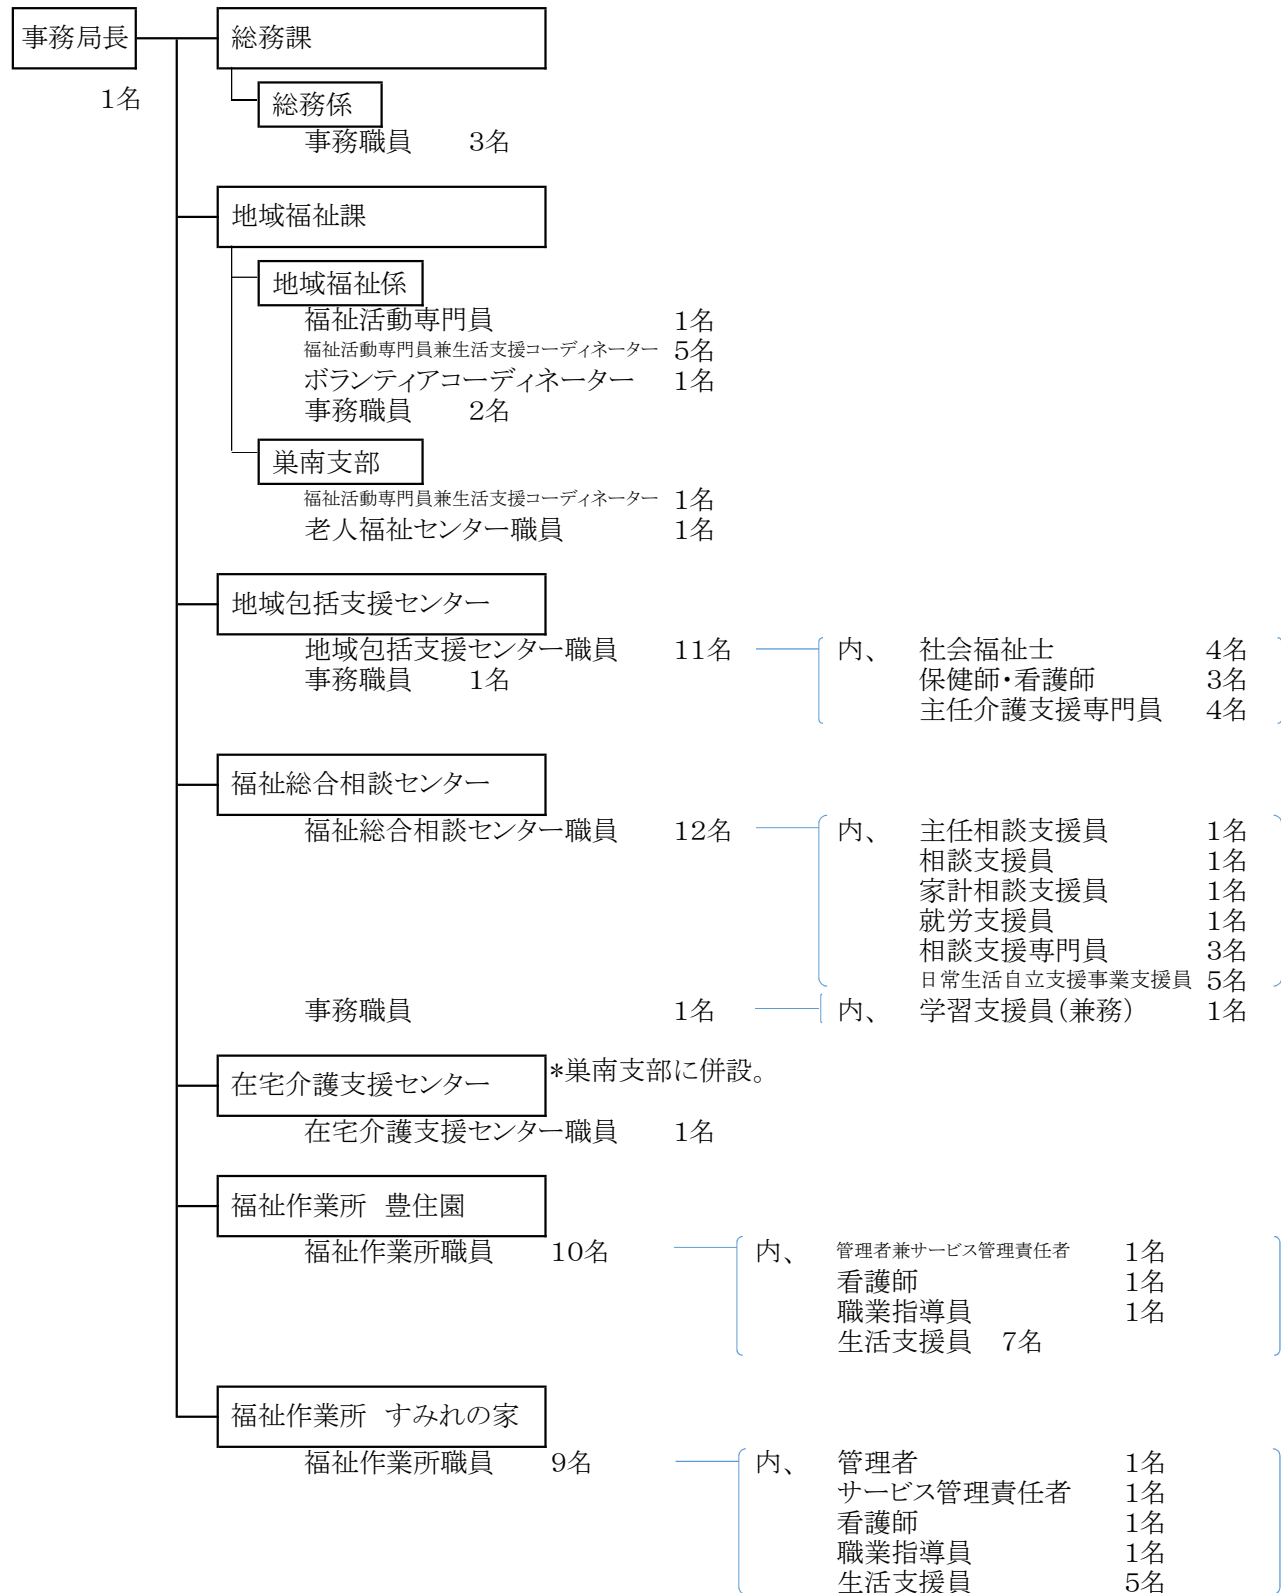 事務局長 総務課
1名
総務係
事務職員 3名
地域福祉課
地域福祉係
福祉活動専門員 1名
福祉活動専門員兼生活支援コーディネーター 5名
ボランティアコーディネーター 1名
事務職員 2名
巣南支部
福祉活動専門員兼生活支援コーディネーター 1名
老人福祉センター職員 1名
地域包括支援センター
地域包括支援センター職員 11名 内、 社会福祉士 4名
事務職員 1名 保健師・看護師 3名
主任介護支援専門員 4名
福祉総合相談センター
福祉総合相談センター職員 12名 内、 主任相談支援員 1名
相談支援員 1名
家計相談支援員 1名
就労支援員 1名
相談支援専門員 3名
日常生活自立支援事業支援員 5名
事務職員 1名 内、 学習支援員（兼務） 1名
在宅介護支援センター *巣南支部に併設。
在宅介護支援センター職員 1名
福祉作業所 豊住園
福祉作業所職員 10名 内、 管理者兼サービス管理責任者 1名
看護師 1名
職業指導員 1名
生活支援員 7名
福祉作業所 すみれの家
福祉作業所職員 9名 内、 管理者 1名
サービス管理責任者 1名
看護師 1名
職業指導員 1名
生活支援員 5名